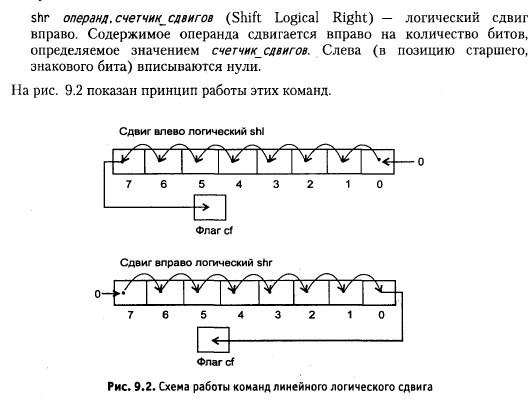 shr операнд,счетчик_сдвигов (Shift Logical Right) — логический сдвиг
вправо. Содержимое операнда сдвигается вправо на количество битов,
определяемое значением счетчик_сдвигов. Слева (в позицию старшего,
знакового бита) вписываются нули.
На рис. 9.2 показан принцип работы этих команд.
Сдвиг влево логический shl
0
7 6 5 4 3 2 1 0
Флаг cf
Сдвиг вправо логический shr
0
7 6 5 4 3 2 1 0
Флаг cf
Рис. 9.2. Схема работы команд линейного логического сдвига